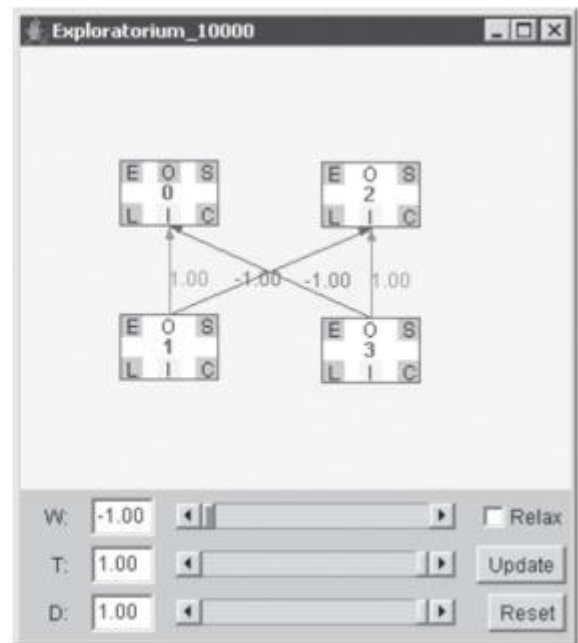 Exploratorium_10000
E O S E O S
0 2
L I C L I C
1.00 -1.00 -1.00 1.00
E O S E O S
1 3
L I C L I C
W: -1.00 Relax
T: 1.00 Update
D: 1.00 Reset